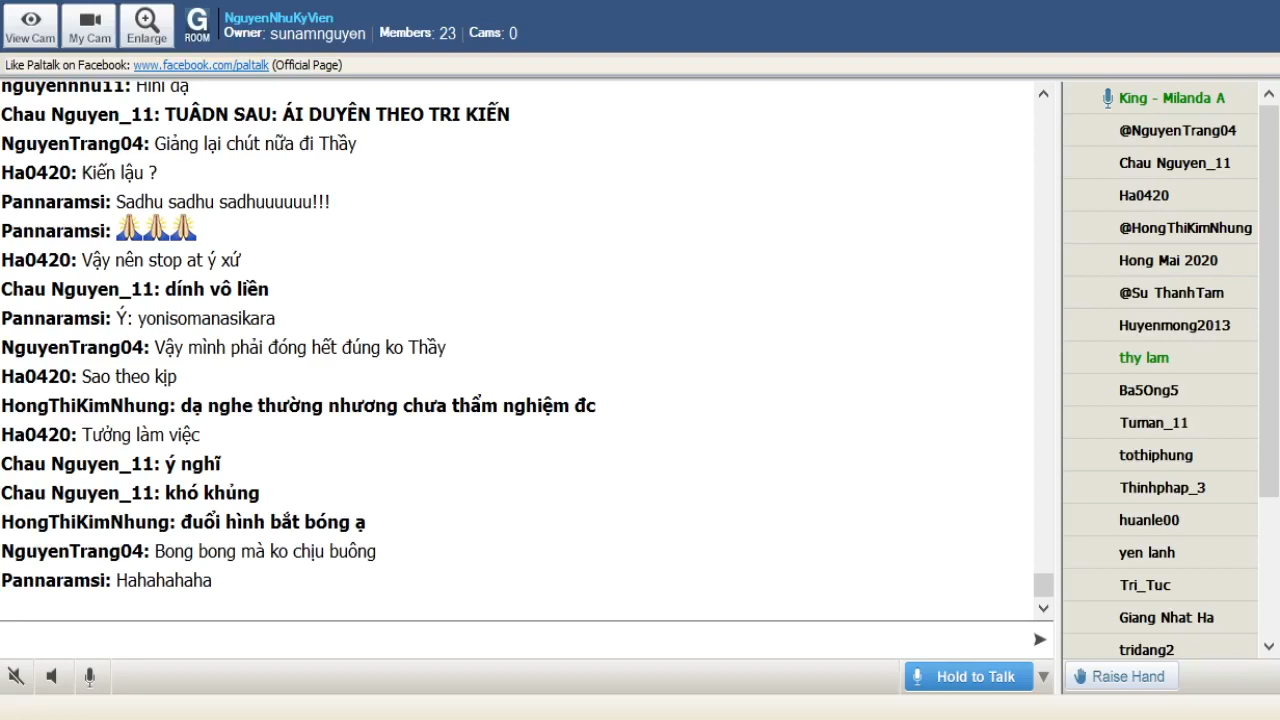 View Cam
My Cam
Enlarge
G
ROOM
NguyenNhuKyVien
Owner: sunamnguyen | Members: 23 | Cams: 0
Like Paltalk on Facebook: www.facebook.com/paltalk (Official Page)
nguyennhu11: Hihi dạ
Chau Nguyen_11: TUÂDN SAU: ÁI DUYÊN THEO TRI KIẾN
NguyenTrang04: Giảng lại chút nữa đi Thầy
Ha0420: Kiến lậu ?
Pannaramsi: Sadhu sadhu sadhuuuuuu!!!
Pannaramsi: 🙏🙏🙏
Ha0420: Vậy nên stop at ý xứ
Chau Nguyen_11: dính vô liền
Pannaramsi: Ý: yonisomanasikara
NguyenTrang04: Vậy mình phải đóng hết đúng ko Thầy
Ha0420: Sao theo kịp
HongThiKimNhung: dạ nghe thường nhương chưa thẩm nghiệm đc
Ha0420: Tưởng làm việc
Chau Nguyen_11: ý nghĩ
Chau Nguyen_11: khó khủng
HongThiKimNhung: đuổi hình bắt bóng ạ
NguyenTrang04: Bong bong mà ko chịu buông
Pannaramsi: Hahahahaha
King - Milanda A
@NguyenTrang04
Chau Nguyen_11
Ha0420
@HongThiKimNhung
Hong Mai 2020
@Su ThanhTam
Huyenmong2013
thy lam
Ba5Ong5
Tuman_11
tothiphung
Thinhphap_3
huanle00
yen lanh
Tri_Tuc
Giang Nhat Ha
tridang2
Hold to Talk
Raise Hand